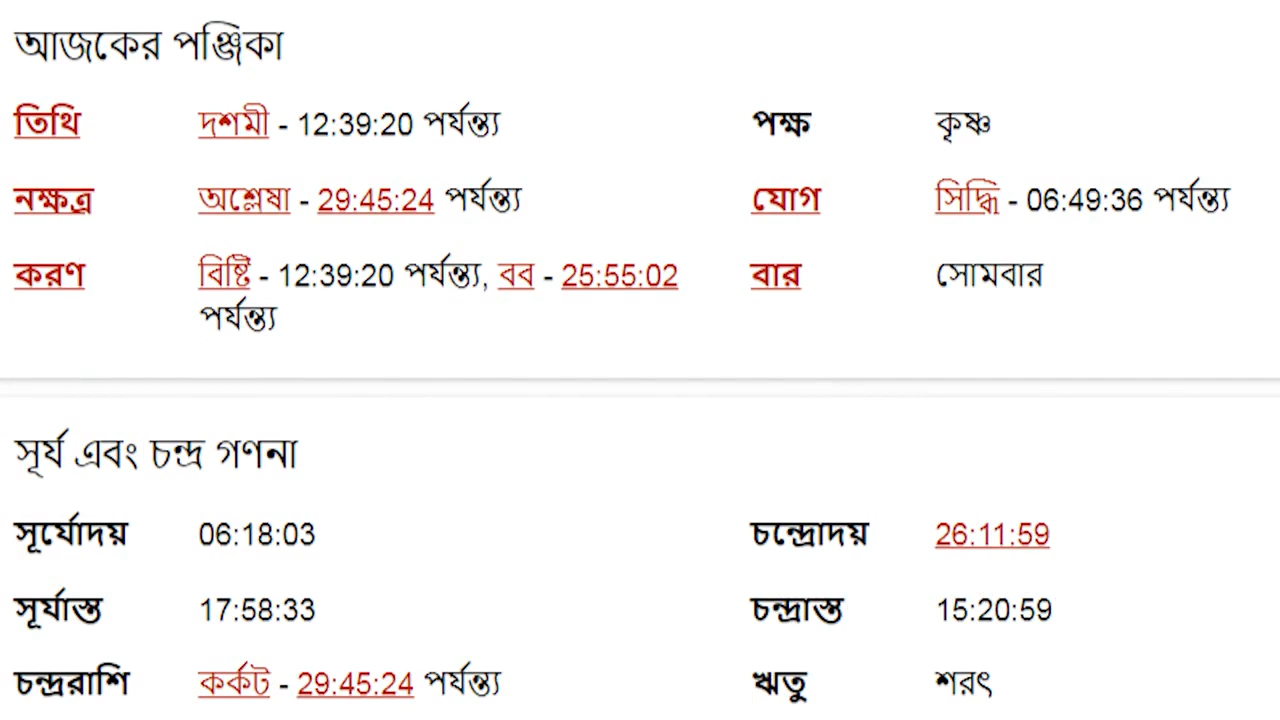 আজকের পঞ্জিকা
তিথি দশমী - 12:39:20 পর্যন্ত্য পক্ষ কৃষ্ণ
নক্ষত্র অশ্লেষা - 29:45:24 পর্যন্ত্য যোগ সিদ্ধি - 06:49:36 পর্যন্ত্য
করণ বিষ্টি - 12:39:20 পর্যন্ত্য, বব - 25:55:02 বার সোমবার
পর্যন্ত্য
সূর্য এবং চন্দ্র গণনা
সূর্যোদয় 06:18:03 চন্দ্রোদয় 26:11:59
সূর্যাস্ত 17:58:33 চন্দ্রাস্ত 15:20:59
চন্দ্ররাশি কর্কট - 29:45:24 পর্যন্ত্য ঋতু শরৎ